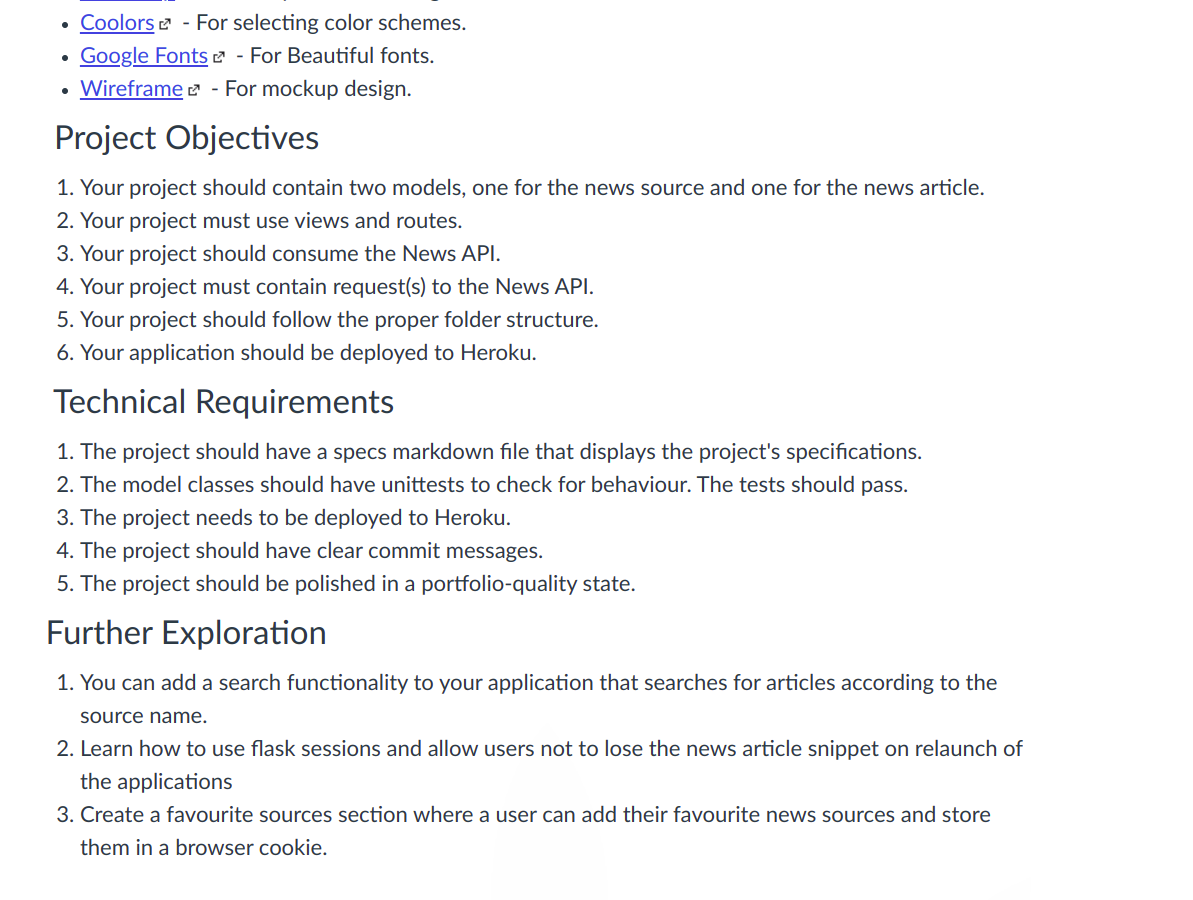 Coolors - For selecting color schemes.
Google Fonts - For Beautiful fonts.
Wireframe - For mockup design.
Project Objectives
1. Your project should contain two models, one for the news source and one for the news article.
2. Your project must use views and routes.
3. Your project should consume the News API.
4. Your project must contain request(s) to the News API.
5. Your project should follow the proper folder structure.
6. Your application should be deployed to Heroku.
Technical Requirements
1. The project should have a specs markdown file that displays the project's specifications.
2. The model classes should have unittests to check for behaviour. The tests should pass.
3. The project needs to be deployed to Heroku.
4. The project should have clear commit messages.
5. The project should be polished in a portfolio-quality state.
Further Exploration
1. You can add a search functionality to your application that searches for articles according to the
source name.
2. Learn how to use flask sessions and allow users not to lose the news article snippet on relaunch of
the applications
3. Create a favourite sources section where a user can add their favourite news sources and store
them in a browser cookie.